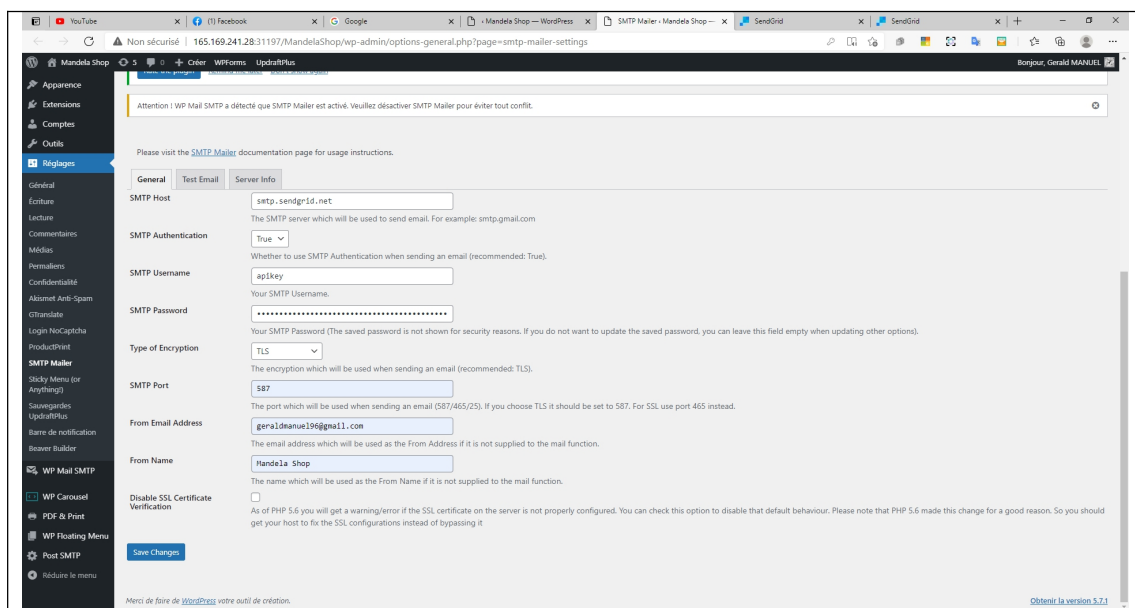 YouTube
(1) Facebook
Google
‹ Mandela Shop — WordPress
SMTP Mailer ‹ Mandela Shop —
SendGrid
SendGrid
Non sécurisé | 165.169.241.28:31197/MandelaShop/wp-admin/options-general.php?page=smtp-mailer-settings
Mandela Shop
5
0
Créer
WPForms
UpdraftPlus
Bonjour, Gerald MANUEL
Apparence
Extensions
Comptes
Outils
Réglages
Général
Écriture
Lecture
Commentaires
Médias
Permaliens
Confidentialité
Akismet Anti-Spam
GTranslate
Login NoCaptcha
ProductPrint
SMTP Mailer
Sticky Menu (or
Anything!)
Sauvegardes
UpdraftPlus
Barre de notification
Beaver Builder
WP Mail SMTP
WP Carousel
PDF & Print
WP Floating Menu
Post SMTP
Réduire le menu
Attention ! WP Mail SMTP a détecté que SMTP Mailer est activé. Veuillez désactiver SMTP Mailer pour éviter tout conflit.
Please visit the SMTP Mailer documentation page for usage instructions.
General
Test Email
Server Info
SMTP Host
smtp.sendgrid.net
The SMTP server which will be used to send email. For example: smtp.gmail.com
SMTP Authentication
True
Whether to use SMTP Authentication when sending an email (recommended: True).
SMTP Username
apikey
Your SMTP Username.
SMTP Password
Your SMTP Password (The saved password is not shown for security reasons. If you do not want to update the saved password, you can leave this field empty when updating other options).
Type of Encryption
TLS
The encryption which will be used when sending an email (recommended: TLS).
SMTP Port
587
The port which will be used when sending an email (587/465/25). If you choose TLS it should be set to 587. For SSL use port 465 instead.
From Email Address
geraldmanuel96@gmail.com
The email address which will be used as the From Address if it is not supplied to the mail function.
From Name
Mandela Shop
The name which will be used as the From Name if it is not supplied to the mail function.
Disable SSL Certificate
Verification
As of PHP 5.6 you will get a warning/error if the SSL certificate on the server is not properly configured. You can check this option to disable that default behaviour. Please note that PHP 5.6 made this change for a good reason. So you should
get your host to fix the SSL configurations instead of bypassing it
Save Changes
Merci de faire de WordPress votre outil de création.
Obtenir la version 5.7.1